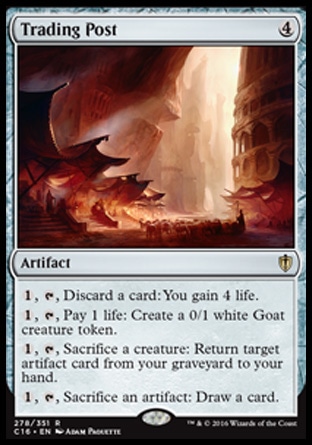 Trading Post 4
Artifact
1, Discard a card: You gain 4 life.
1, Pay 1 life: Create a 0/1 white Goat
creature token.
1, Sacrifice a creature: Return target
artifact card from your graveyard to your
hand.
1, Sacrifice an artifact: Draw a card.
278/351 R
C16 • EN Adam Paquette
™ & © 2016 Wizards of the Coast